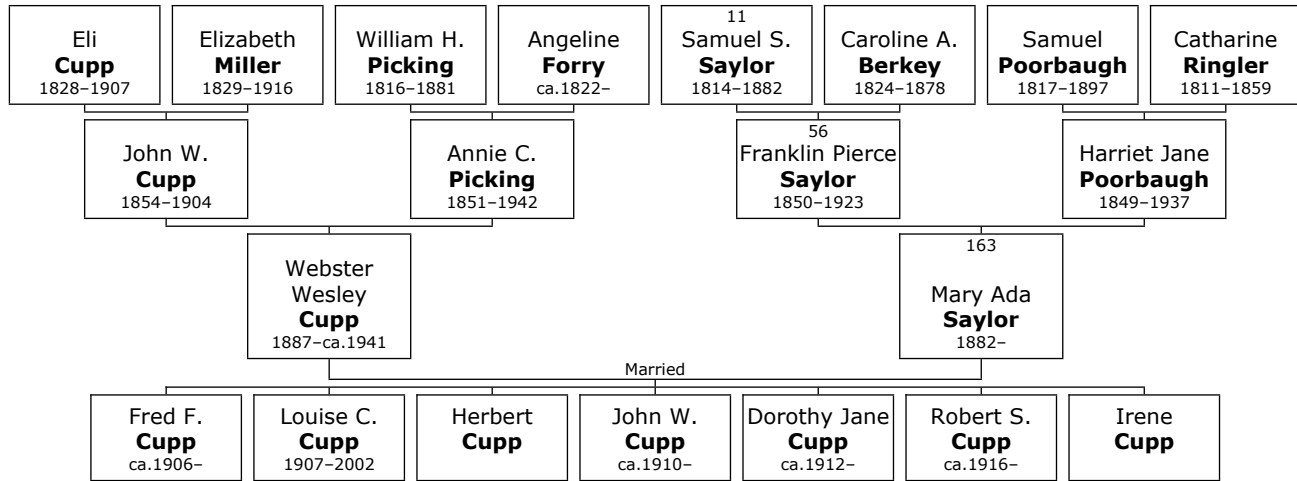 Eli
Cupp
1828–1907
Elizabeth
Miller
1829–1916
William H.
Picking
1816–1881
Angeline
Forry
ca.1822–
11
Samuel S.
Saylor
1814–1882
Caroline A.
Berkey
1824–1878
Samuel
Poorbaugh
1817–1897
Catharine
Ringler
1811–1859
John W.
Cupp
1854–1904
Annie C.
Picking
1851–1942
56
Franklin Pierce
Saylor
1850–1923
Harriet Jane
Poorbaugh
1849–1937
Webster
Wesley
Cupp
1887–ca.1941
163
Mary Ada
Saylor
1882–
Married
Fred F.
Cupp
ca.1906–
Louise C.
Cupp
1907–2002
Herbert
Cupp
John W.
Cupp
ca.1910–
Dorothy Jane
Cupp
ca.1912–
Robert S.
Cupp
ca.1916–
Irene
Cupp